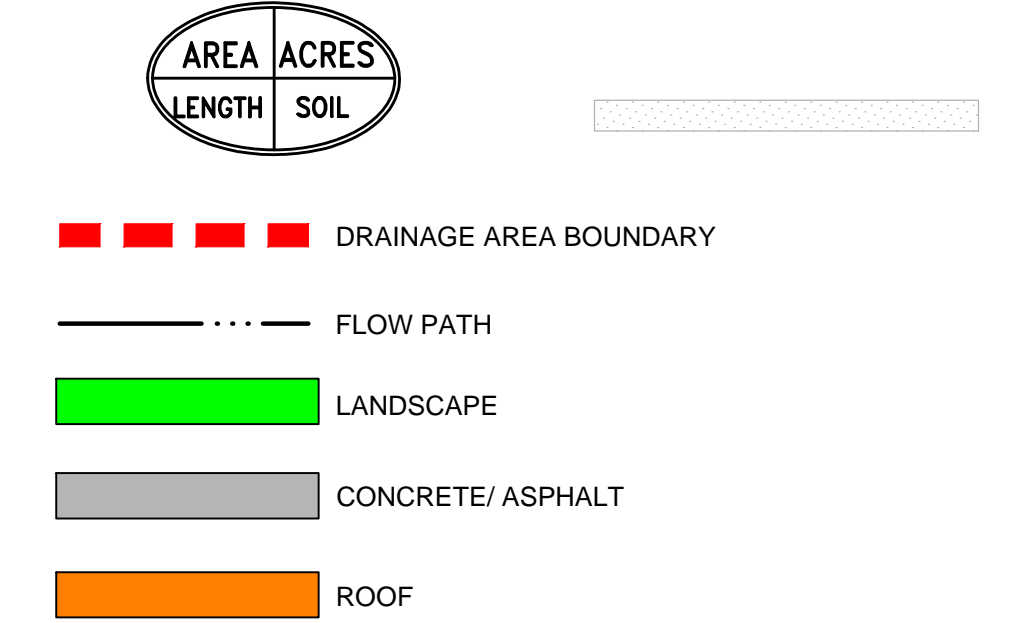 AREA ACRES
LENGTH SOIL
DRAINAGE AREA BOUNDARY
FLOW PATH
LANDSCAPE
CONCRETE/ ASPHALT
ROOF